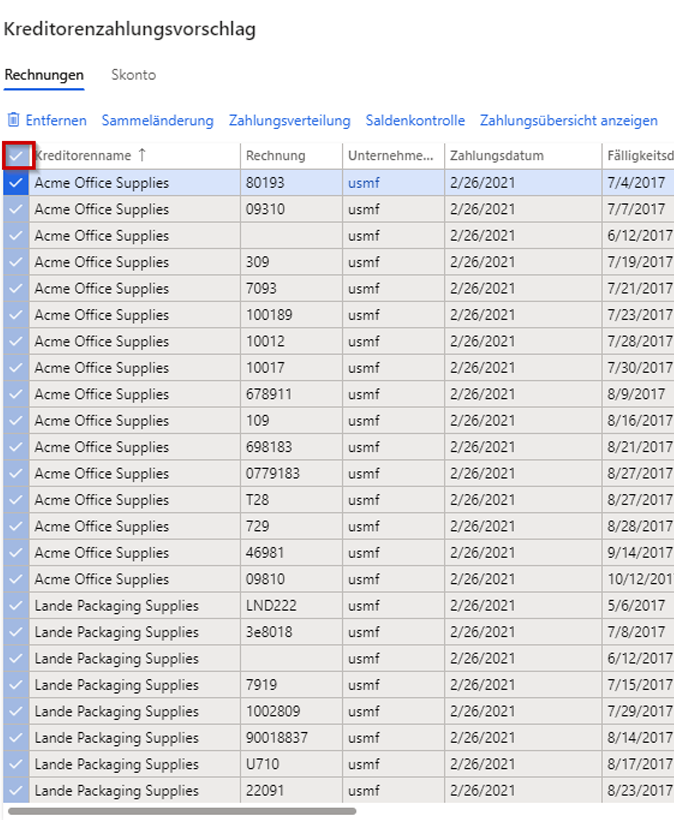 Kreditorenzahlungsvorschlag
Rechnungen Skonto
Entfernen Sammeländerung Zahlungsverteilung Saldenkontrolle Zahlungsübersicht anzeigen
Kreditorenname ↑ Rechnung Unternehme... Zahlungsdatum Fälligkeitsd
Acme Office Supplies 80193 usmf 2/26/2021 7/4/2017
Acme Office Supplies 09310 usmf 2/26/2021 7/7/2017
Acme Office Supplies usmf 2/26/2021 6/12/2017
Acme Office Supplies 309 usmf 2/26/2021 7/19/2017
Acme Office Supplies 7093 usmf 2/26/2021 7/21/2017
Acme Office Supplies 100189 usmf 2/26/2021 7/23/2017
Acme Office Supplies 10012 usmf 2/26/2021 7/28/2017
Acme Office Supplies 10017 usmf 2/26/2021 7/30/2017
Acme Office Supplies 678911 usmf 2/26/2021 8/9/2017
Acme Office Supplies 109 usmf 2/26/2021 8/16/2017
Acme Office Supplies 698183 usmf 2/26/2021 8/21/2017
Acme Office Supplies 0779183 usmf 2/26/2021 8/27/2017
Acme Office Supplies T28 usmf 2/26/2021 8/27/2017
Acme Office Supplies 729 usmf 2/26/2021 8/28/2017
Acme Office Supplies 46981 usmf 2/26/2021 9/14/2017
Acme Office Supplies 09810 usmf 2/26/2021 10/12/201
Lande Packaging Supplies LND222 usmf 2/26/2021 5/6/2017
Lande Packaging Supplies 3e8018 usmf 2/26/2021 7/8/2017
Lande Packaging Supplies usmf 2/26/2021 6/12/2017
Lande Packaging Supplies 7919 usmf 2/26/2021 7/15/2017
Lande Packaging Supplies 1002809 usmf 2/26/2021 7/29/2017
Lande Packaging Supplies 90018837 usmf 2/26/2021 8/14/2017
Lande Packaging Supplies U710 usmf 2/26/2021 8/17/2017
Lande Packaging Supplies 22091 usmf 2/26/2021 8/23/2017